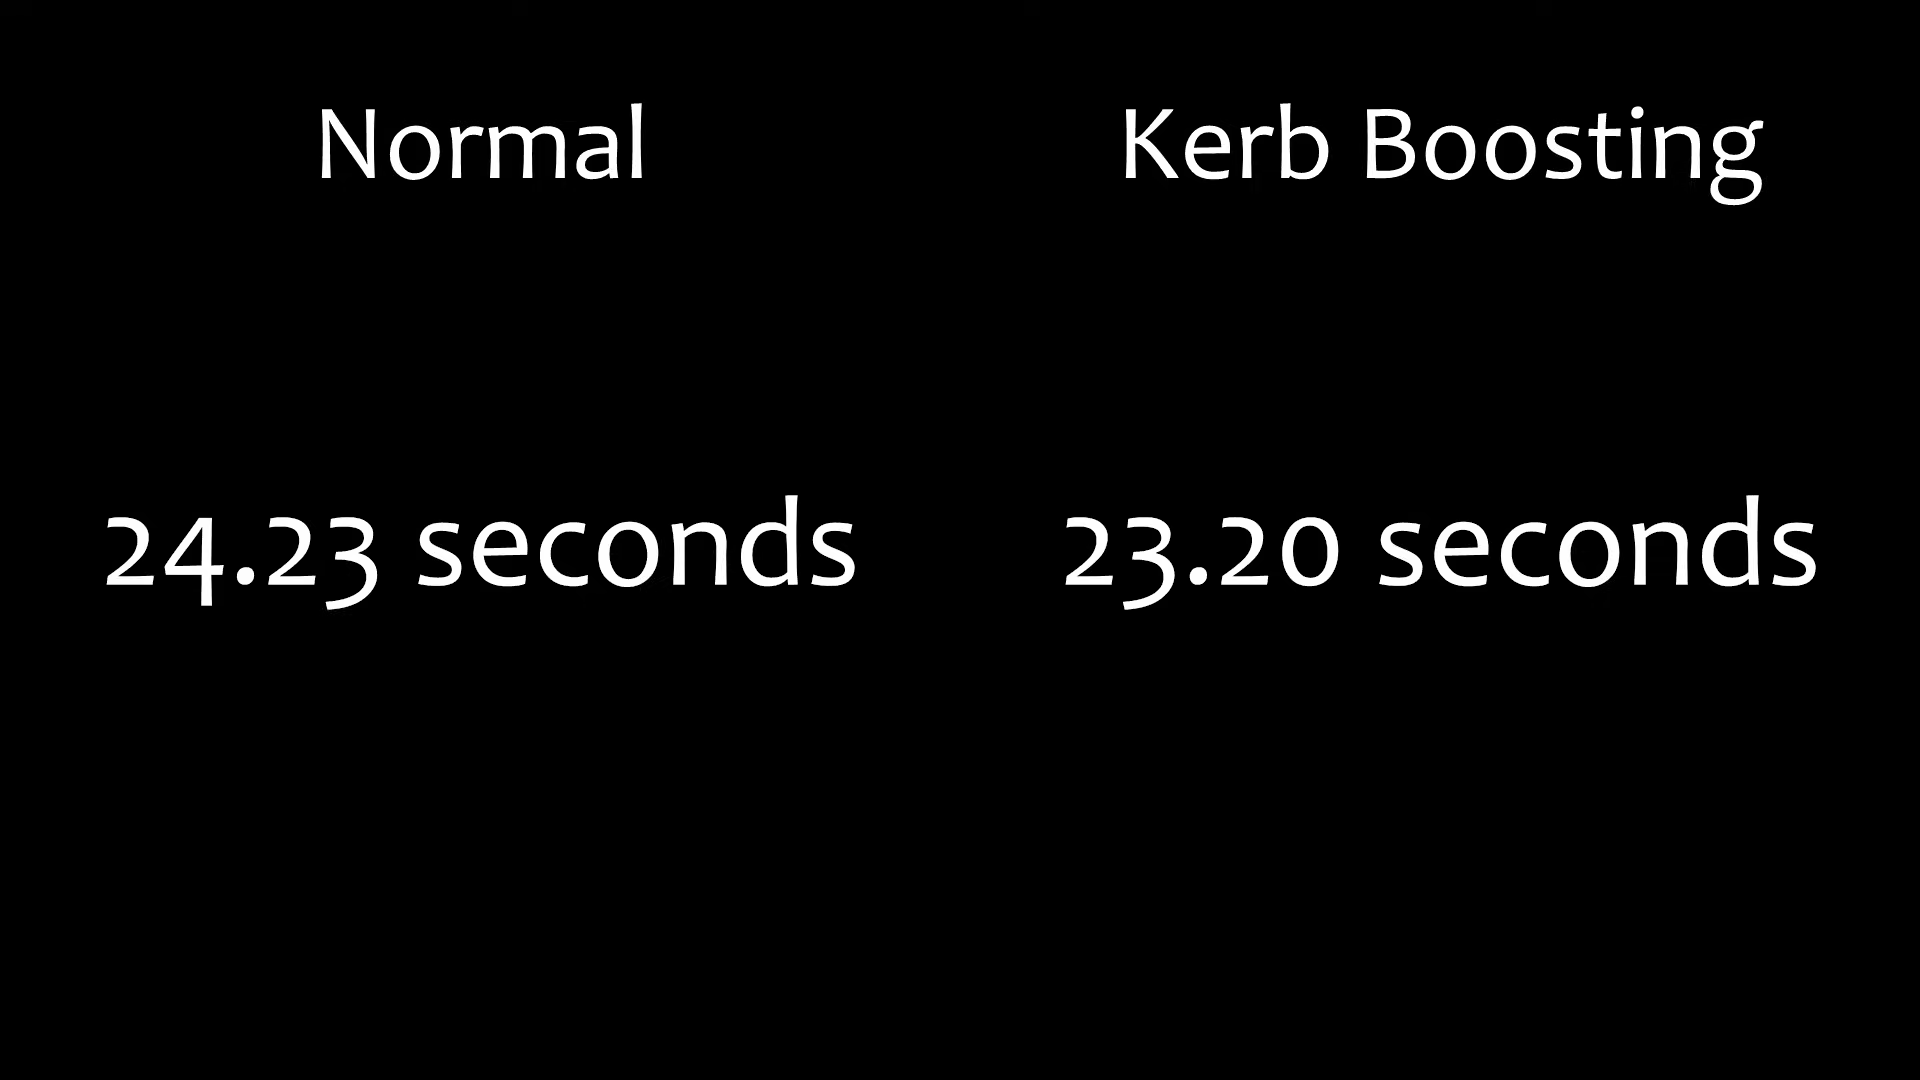 Normal
Kerb Boosting
24.23 seconds
23.20 seconds